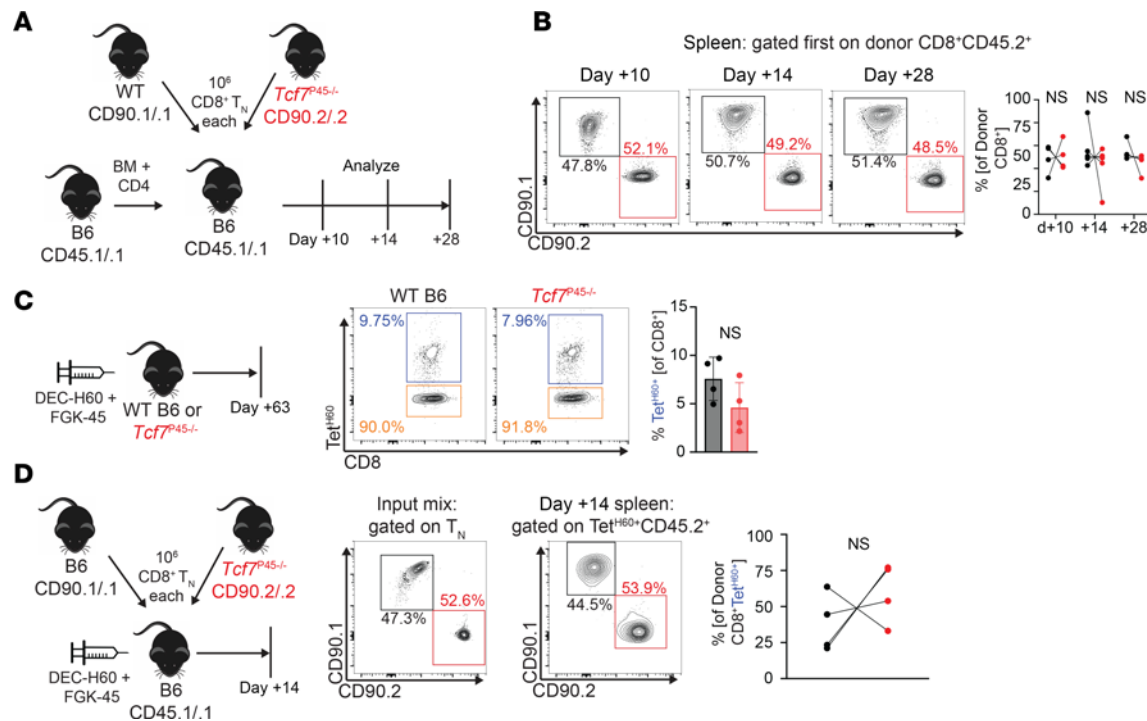 A
WT
CD90.1/.1
10⁶
CD8⁺ T_N
each
Tcf7ᴾ⁴⁵⁻/⁻
CD90.2/.2
BM +
CD4
B6
CD45.1/.1
B6
CD45.1/.1
Analyze
Day +10
+14
+28
B
Spleen: gated first on donor CD8⁺CD45.2⁺
Day +10
Day +14
Day +28
47.8%
52.1%
50.7%
49.2%
51.4%
48.5%
CD90.1
CD90.2
NS NS NS
% [of Donor
CD8⁺]
100
75
50
25
0
d+10 +14 +28
C
DEC-H60 +
FGK-45
WT B6 or
Tcf7ᴾ⁴⁵⁻/⁻
Day +63
WT B6
Tcf7ᴾ⁴⁵⁻/⁻
9.75%
90.0%
7.96%
91.8%
Tetᴴ⁶⁰
CD8
NS
% Tetᴴ⁶⁰⁺ [of CD8⁺]
15
10
5
0
D
B6
CD90.1/.1
10⁶
CD8⁺ T_N
each
Tcf7ᴾ⁴⁵⁻/⁻
CD90.2/.2
DEC-H60 +
FGK-45
B6
CD45.1/.1
Day +14
Input mix:
gated on T_N
47.3%
52.6%
CD90.1
CD90.2
Day +14 spleen:
gated on Tetᴴ⁶⁰⁺CD45.2⁺
44.5%
53.9%
CD90.1
CD90.2
NS
% [of Donor
CD8⁺Tetᴴ⁶⁰⁺]
100
75
50
25
0